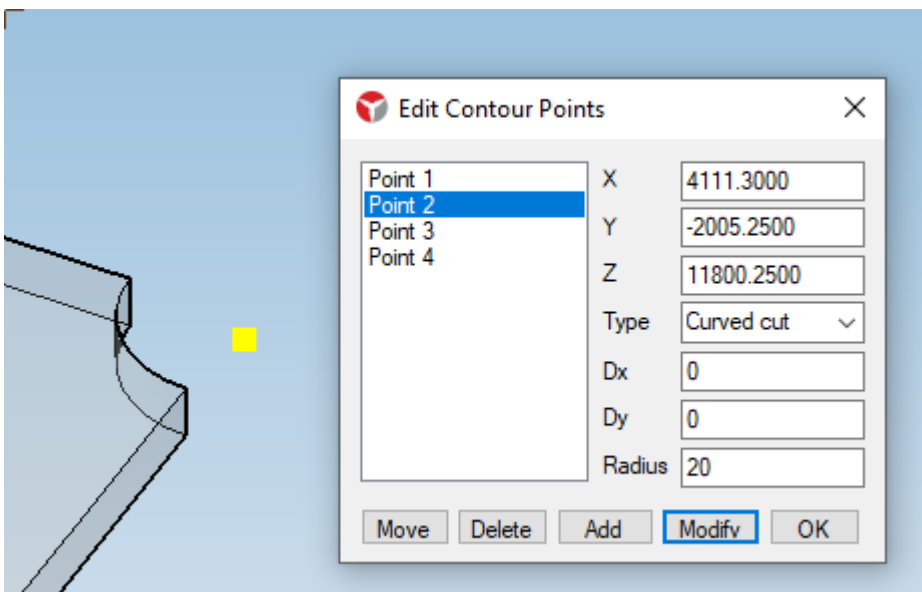 Edit Contour Points
Point 1
Point 2
Point 3
Point 4
X 4111.3000
Y -2005.2500
Z 11800.2500
Type Curved cut
Dx 0
Dy 0
Radius 20
Move Delete Add Modify OK